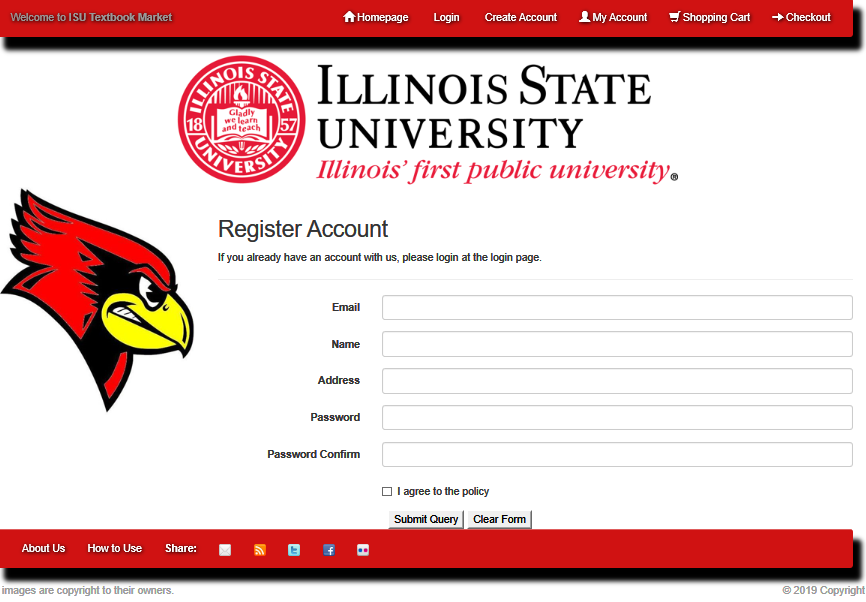 Welcome to ISU Textbook Market Homepage Login Create Account My Account Shopping Cart Checkout
ILLINOIS STATE UNIVERSITY
Gladly
we learn
and teach
18 57
ILLINOIS STATE
UNIVERSITY
Illinois' first public university®
Register Account
If you already have an account with us, please login at the login page.
Email
Name
Address
Password
Password Confirm
I agree to the policy
Submit Query Clear Form
About Us How to Use Share:
images are copyright to their owners. © 2019 Copyright